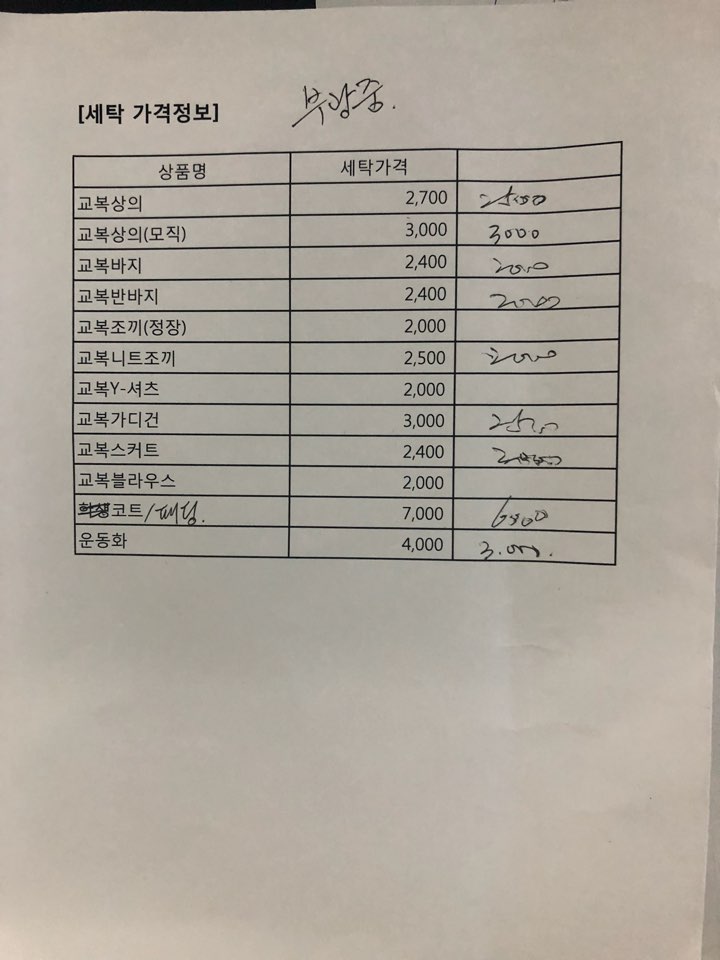 [세탁 가격정보] 부광중.
상품명 세탁가격
교복상의 2,700 2500
교복상의(모직) 3,000 3000
교복바지 2,400 2000
교복반바지 2,400 2000
교복조끼(정장) 2,000
교복니트조끼 2,500 2000
교복Y-셔츠 2,000
교복가디건 3,000 2500
교복스커트 2,400
교복블라우스 2,000
학생코트/패딩. 7,000 6000
운동화 4,000 3.000.